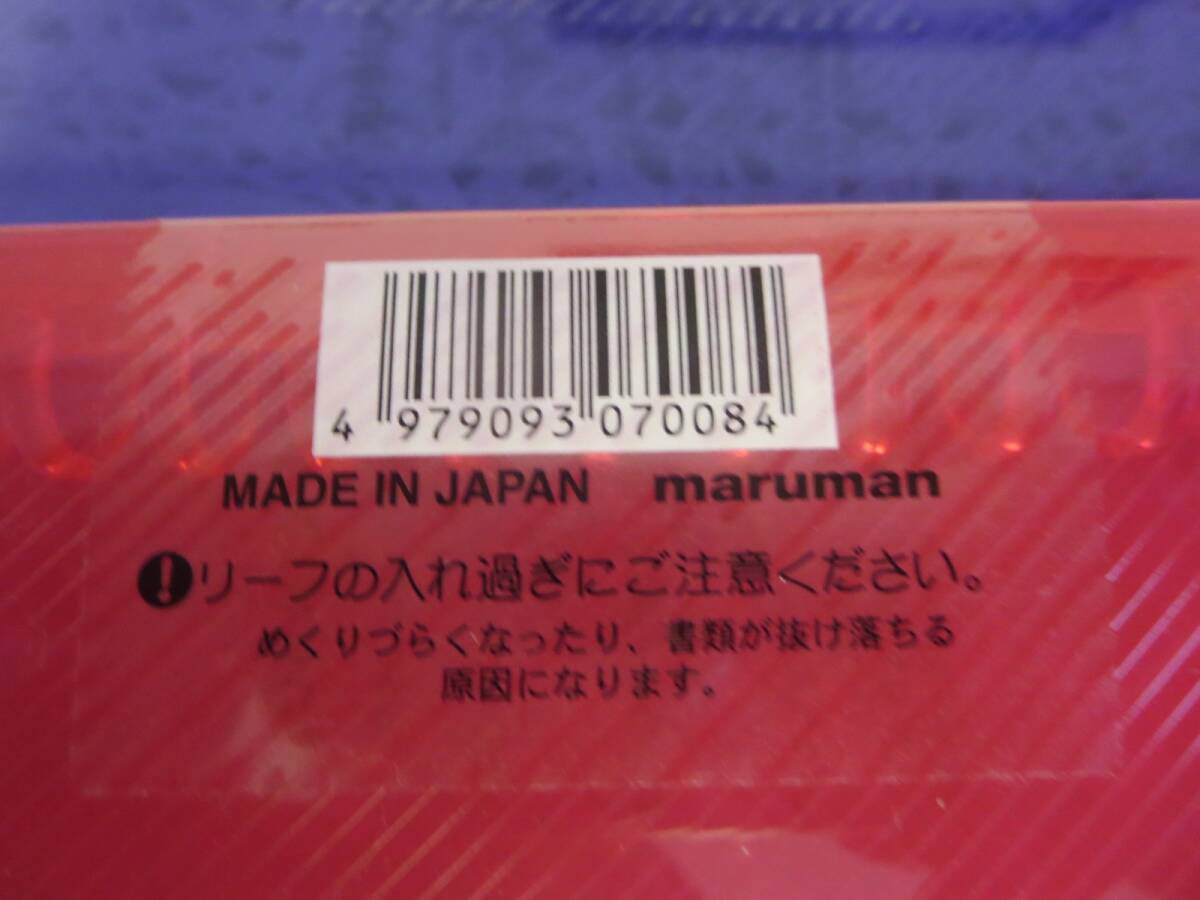 4 979093 070084
MADE IN JAPAN maruman
!リーフの入れ過ぎにご注意ください。
めくりづらくなったり、書類が抜け落ちる
原因になります。